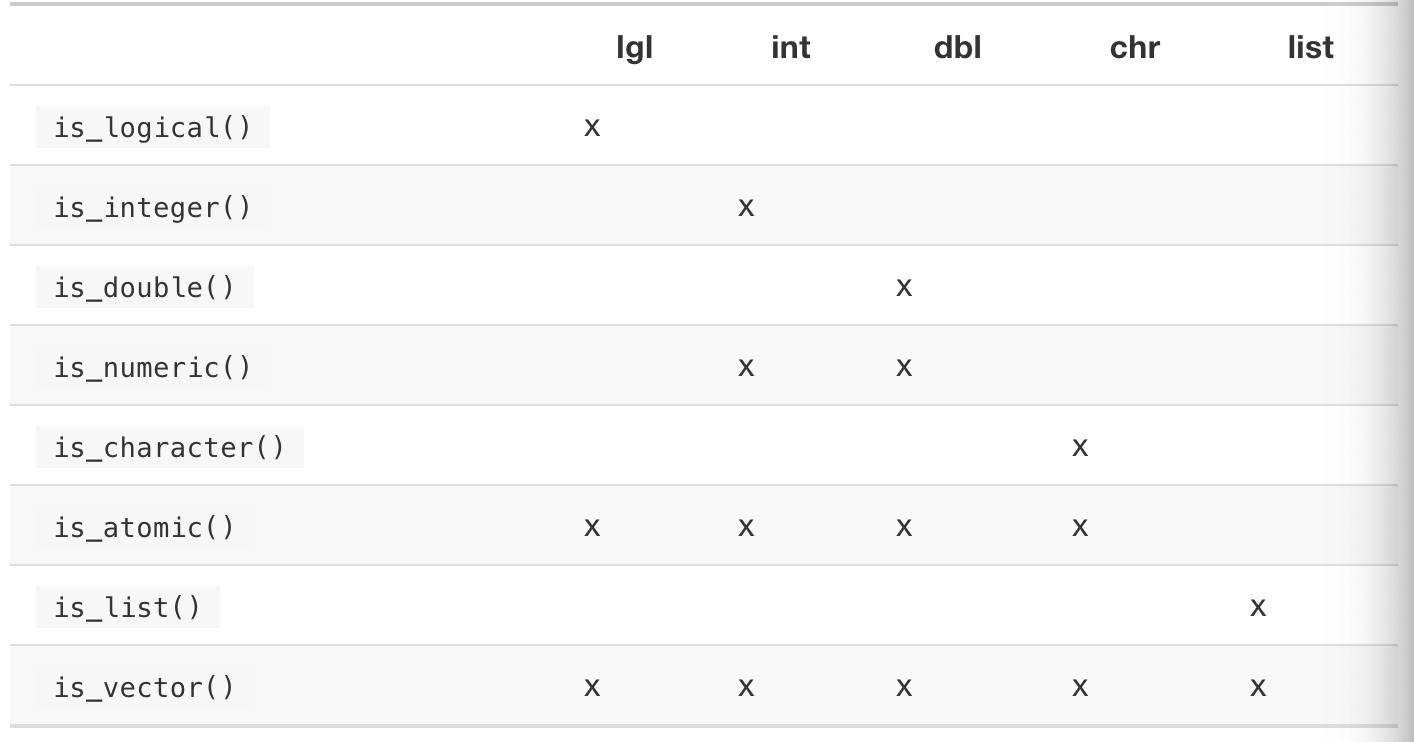 lgl int dbl chr list
is_logical() x
is_integer() x
is_double() x
is_numeric() x x
is_character() x
is_atomic() x x x x
is_list() x
is_vector() x x x x x